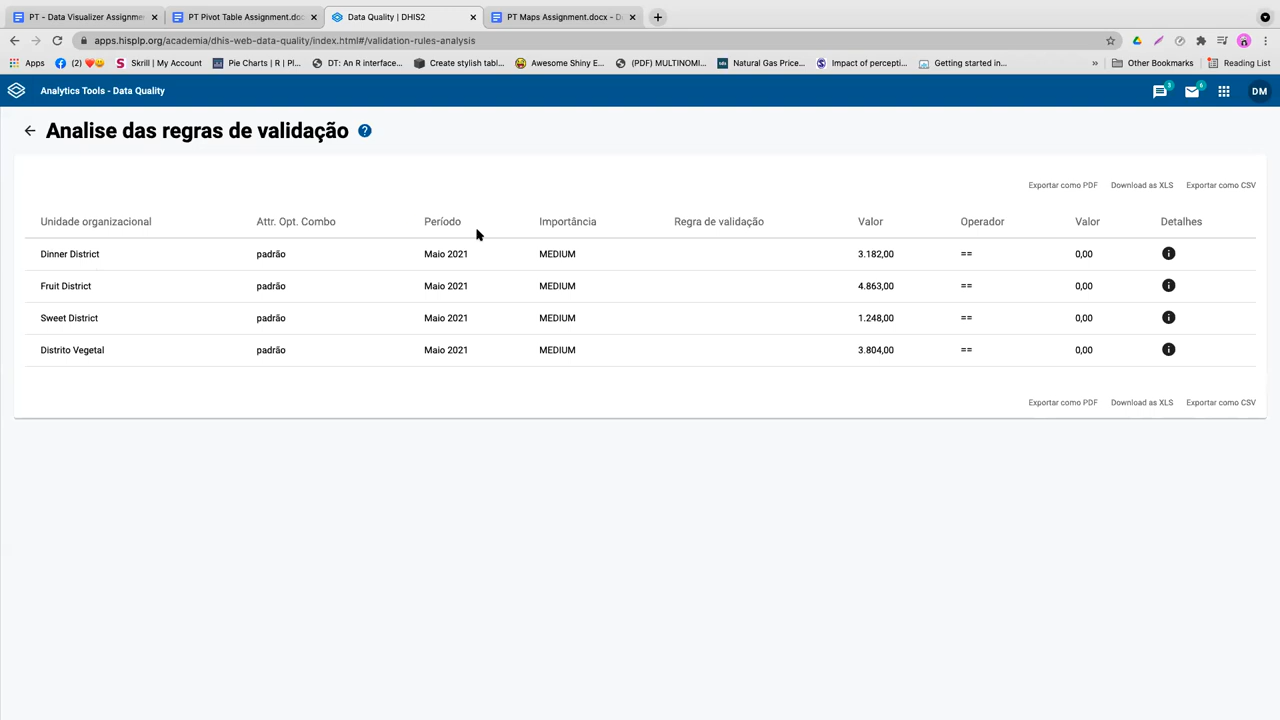 PT - Data Visualizer Assignme
PT Pivot Table Assignment.doc
Data Quality | DHIS2
PT Maps Assignment.docx - D
apps.hisplp.org/academia/dhis-web-data-quality/index.html#/validation-rules-analysis
Apps
(2)
Skrill | My Account
Pie Charts | R | Pl...
DT: An R interface...
Create stylish tabl...
Awesome Shiny E...
(PDF) MULTINOMI...
Natural Gas Price...
Impact of percepti...
Getting started in...
»
Other Bookmarks
Reading List
Analytics Tools - Data Quality
DM
Analise das regras de validação
Exportar como PDF Download as XLS Exportar como CSV
Unidade organizacional Attr. Opt. Combo Período Importância Regra de validação Valor Operador Valor Detalhes
Dinner District padrão Maio 2021 MEDIUM 3.182,00 == 0,00
Fruit District padrão Maio 2021 MEDIUM 4.863,00 == 0,00
Sweet District padrão Maio 2021 MEDIUM 1.248,00 == 0,00
Distrito Vegetal padrão Maio 2021 MEDIUM 3.804,00 == 0,00
Exportar como PDF Download as XLS Exportar como CSV